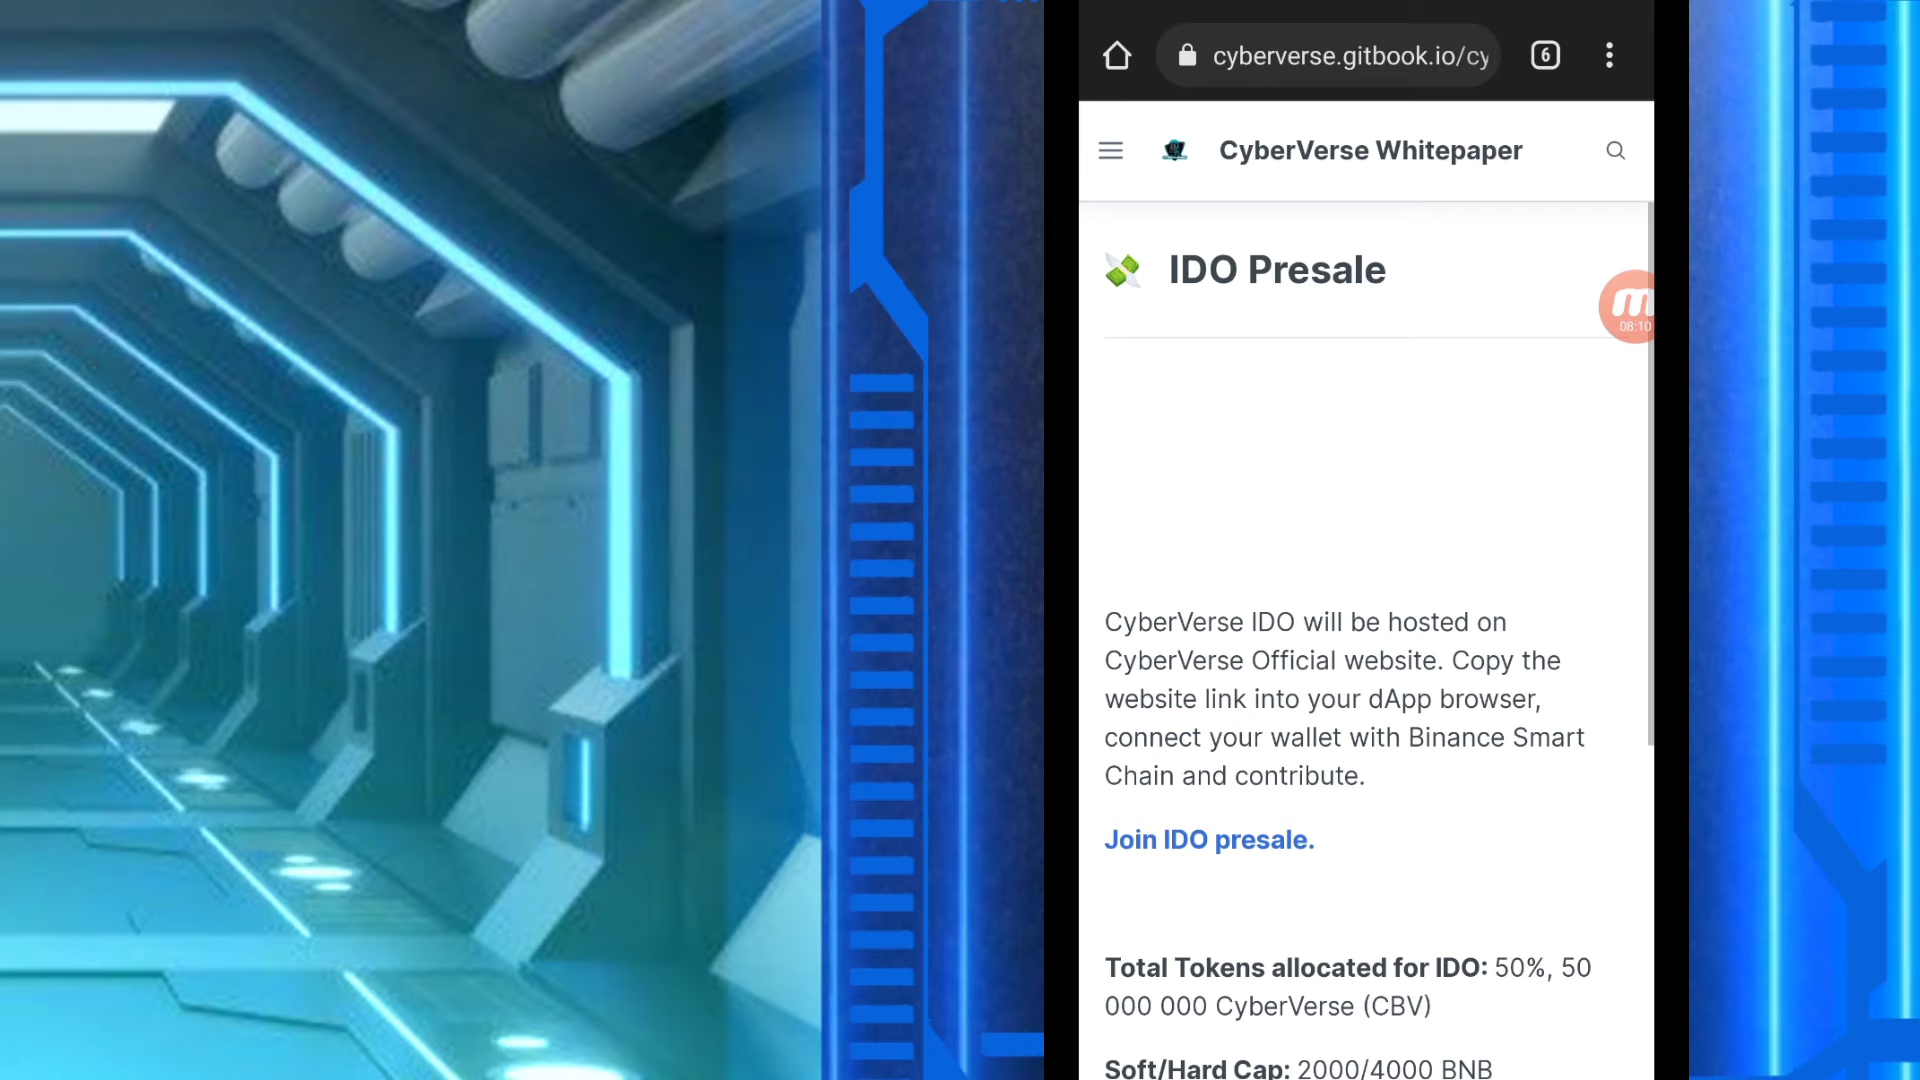 cyberverse.gitbook.io/cy
6
CyberVerse Whitepaper
IDO Presale
m
08:10
CyberVerse IDO will be hosted on
CyberVerse Official website. Copy the
website link into your dApp browser,
connect your wallet with Binance Smart
Chain and contribute.
Join IDO presale.
Total Tokens allocated for IDO: 50%, 50
000 000 CyberVerse (CBV)
Soft/Hard Cap: 2000/4000 BNB